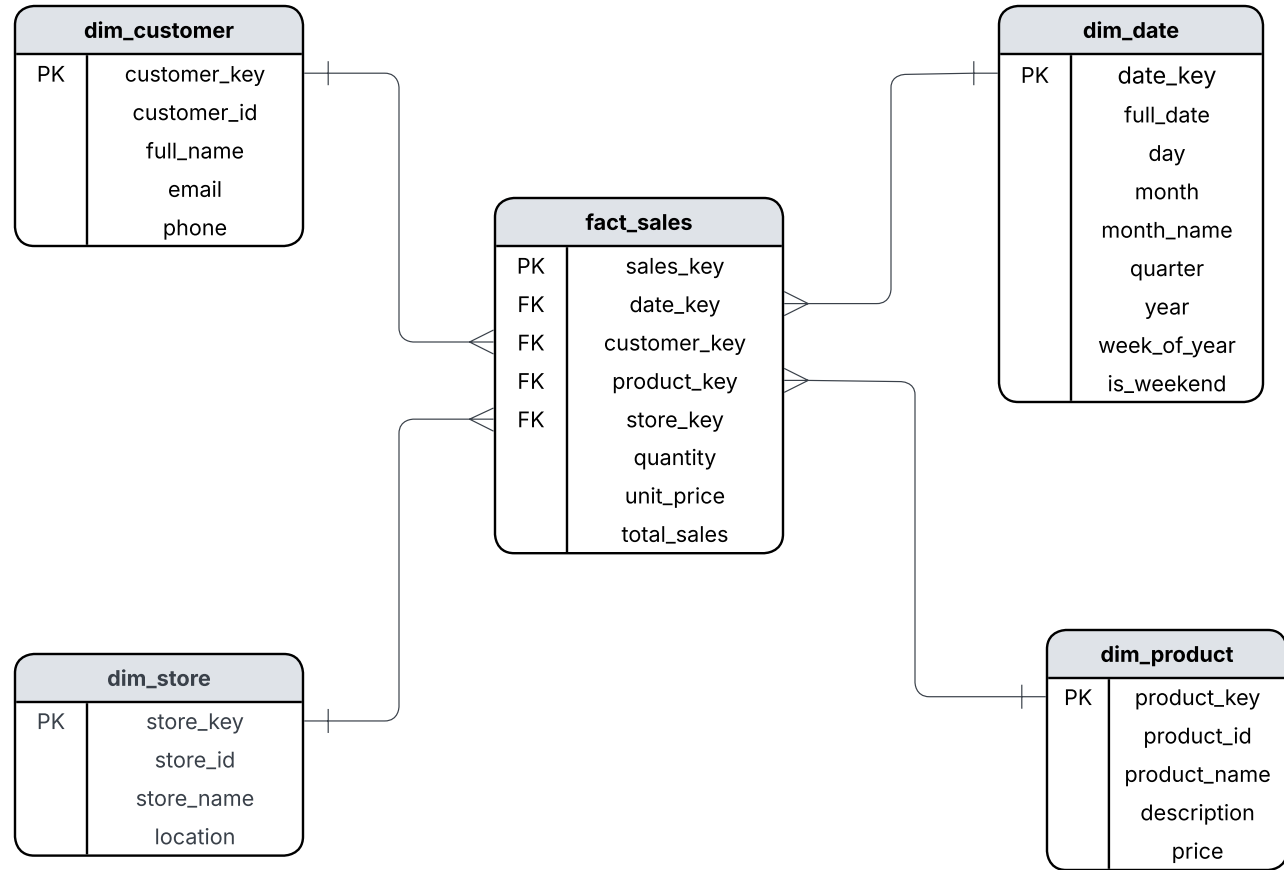 dim_customer
PK customer_key
customer_id
full_name
email
phone
dim_date
PK date_key
full_date
day
month
month_name
quarter
year
week_of_year
is_weekend
fact_sales
PK sales_key
FK date_key
FK customer_key
FK product_key
FK store_key
quantity
unit_price
total_sales
dim_store
PK store_key
store_id
store_name
location
dim_product
PK product_key
product_id
product_name
description
price